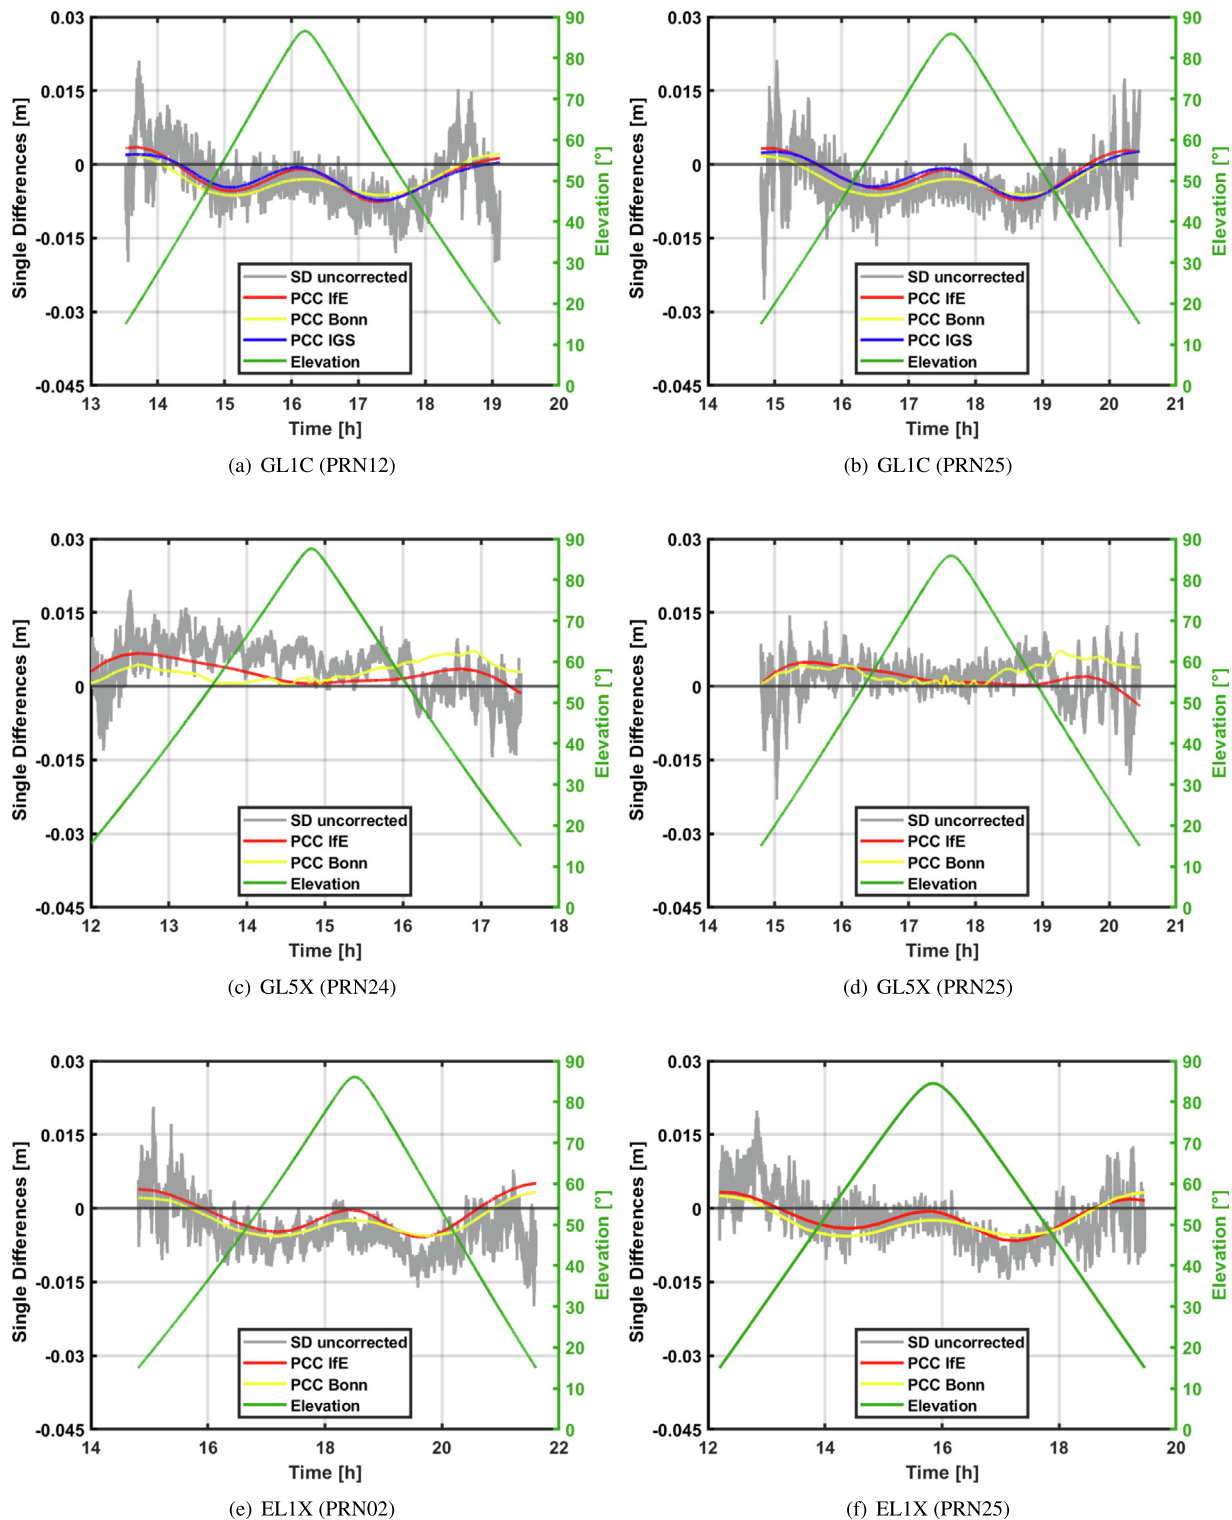 0.03
0.015
0
-0.015
-0.03
-0.045
Single Differences [m]
90
80
70
60
50
40
30
20
10
0
Elevation [°]
SD uncorrected
PCC IfE
PCC Bonn
PCC IGS
Elevation
13 14 15 16 17 18 19 20
Time [h]
(a) GL1C (PRN12)
0.03
0.015
0
-0.015
-0.03
-0.045
Single Differences [m]
90
80
70
60
50
40
30
20
10
0
Elevation [°]
SD uncorrected
PCC IfE
PCC Bonn
PCC IGS
Elevation
14 15 16 17 18 19 20 21
Time [h]
(b) GL1C (PRN25)
0.03
0.015
0
-0.015
-0.03
-0.045
Single Differences [m]
90
80
70
60
50
40
30
20
10
0
Elevation [°]
SD uncorrected
PCC IfE
PCC Bonn
Elevation
12 13 14 15 16 17 18
Time [h]
(c) GL5X (PRN24)
0.03
0.015
0
-0.015
-0.03
-0.045
Single Differences [m]
90
80
70
60
50
40
30
20
10
0
Elevation [°]
SD uncorrected
PCC IfE
PCC Bonn
Elevation
14 15 16 17 18 19 20 21
Time [h]
(d) GL5X (PRN25)
0.03
0.015
0
-0.015
-0.03
-0.045
Single Differences [m]
90
80
70
60
50
40
30
20
10
0
Elevation [°]
SD uncorrected
PCC IfE
PCC Bonn
Elevation
14 16 18 20 22
Time [h]
(e) EL1X (PRN02)
0.03
0.015
0
-0.015
-0.03
-0.045
Single Differences [m]
90
80
70
60
50
40
30
20
10
0
Elevation [°]
SD uncorrected
PCC IfE
PCC Bonn
Elevation
12 14 16 18 20
Time [h]
(f) EL1X (PRN25)